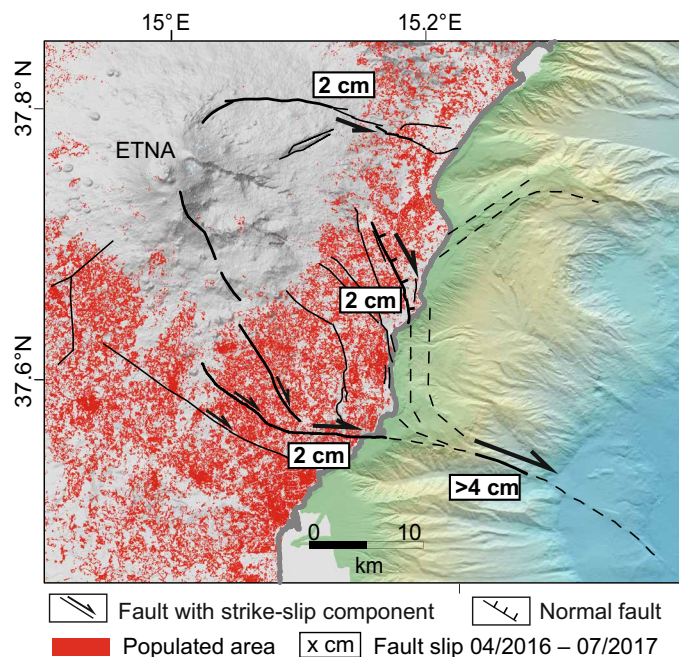 15°E 15.2°E
37.8°N
2 cm
ETNA
2 cm
37.6°N
2 cm
>4 cm
0 10
km
Fault with strike-slip component Normal fault
Populated area x cm Fault slip 04/2016 – 07/2017